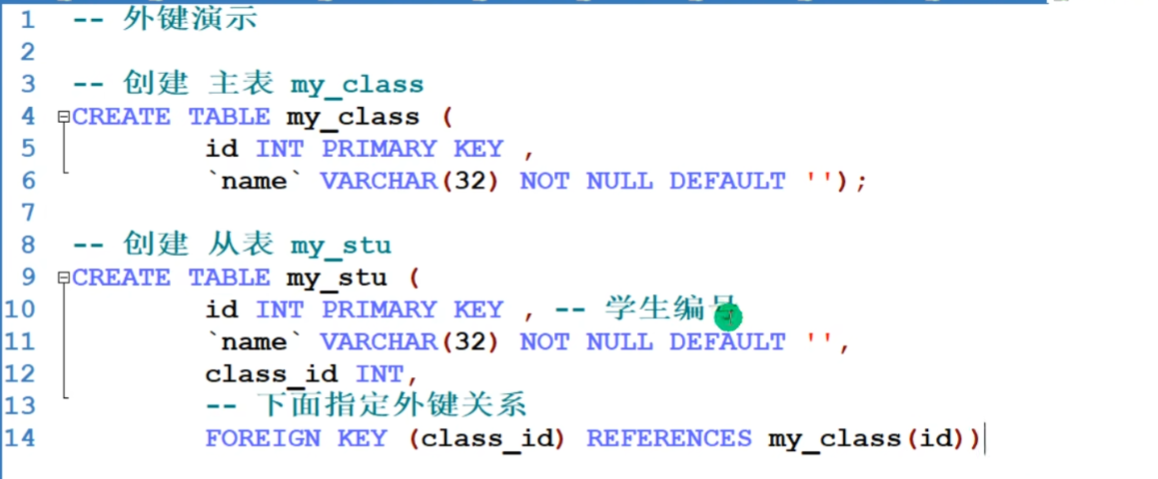 1 -- 外键演示
2
3 -- 创建 主表 my_class
4 CREATE TABLE my_class (
5 id INT PRIMARY KEY ,
6 `name` VARCHAR(32) NOT NULL DEFAULT '');
7
8 -- 创建 从表 my_stu
9 CREATE TABLE my_stu (
10 id INT PRIMARY KEY , -- 学生编号
11 `name` VARCHAR(32) NOT NULL DEFAULT '',
12 class_id INT,
13 -- 下面指定外键关系
14 FOREIGN KEY (class_id) REFERENCES my_class(id))